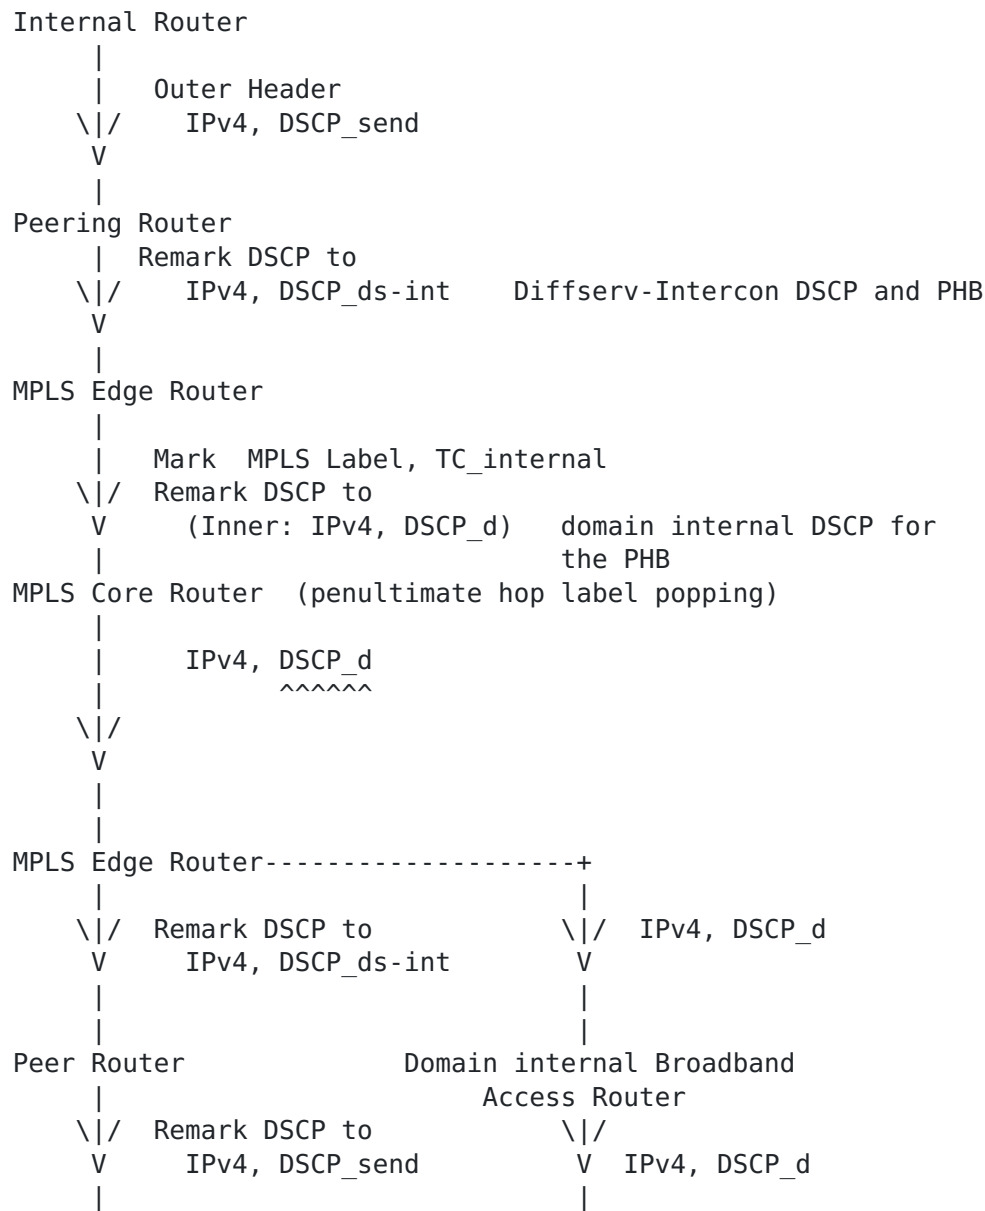 Internal Router
     |
     |   Outer Header
    \|/    IPv4, DSCP_send
     V
     |
Peering Router
     |  Remark DSCP to
    \|/    IPv4, DSCP_ds-int    Diffserv-Intercon DSCP and PHB
     V
     |
MPLS Edge Router
     |
     |   Mark  MPLS Label, TC_internal
    \|/  Remark DSCP to
     V     (Inner: IPv4, DSCP_d)   domain internal DSCP for
     |                             the PHB
MPLS Core Router  (penultimate hop label popping)
     |
     |     IPv4, DSCP_d
     |           ^^^^^^
    \|/
     V
     |
     |
MPLS Edge Router--------------------+
     |                              |
    \|/  Remark DSCP to            \|/  IPv4, DSCP_d
     V     IPv4, DSCP_ds-int        V
     |                              |
     |                              |
Peer Router              Domain internal Broadband
     |                        Access Router
    \|/  Remark DSCP to            \|/
     V     IPv4, DSCP_send          V  IPv4, DSCP_d
     |                              |